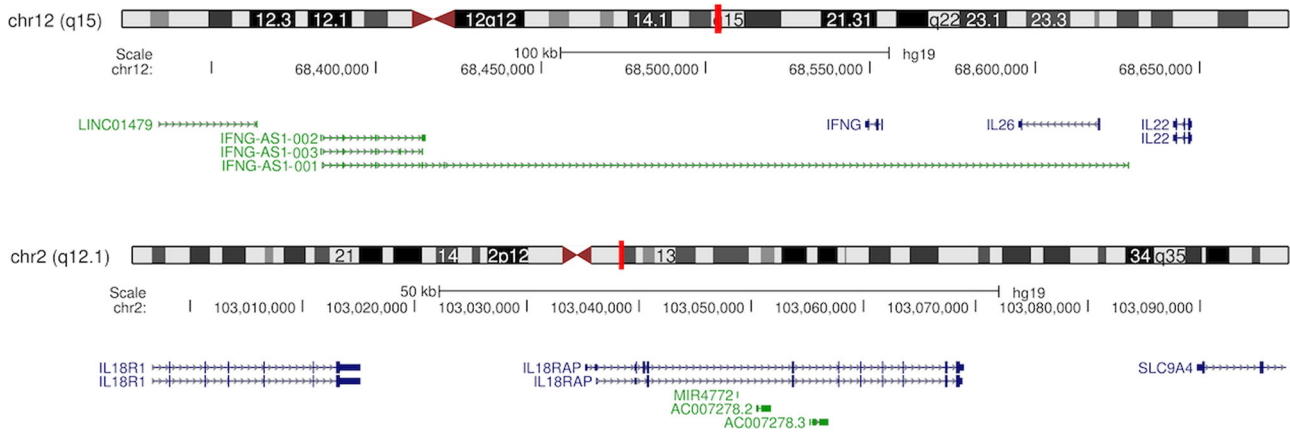 chr12 (q15) 12.3 12.1 12q12 14.1 q15 21.31 q22 23.1 23.3
Scale 100 kb hg19
chr12: 68,400,000 68,450,000 68,500,000 68,550,000 68,600,000 68,650,000
LINC01479 IFNG IL26 IL22
IFNG-AS1-002 IL22
IFNG-AS1-003
IFNG-AS1-001
chr2 (q12.1) 21 14 2p12 13 34 q35
Scale 50 kb hg19
chr2: 103,010,000 103,020,000 103,030,000 103,040,000 103,050,000 103,060,000 103,070,000 103,080,000 103,090,000
IL18R1 IL18RAP SLC9A4
IL18R1 IL18RAP
MIR4772
AC007278.2
AC007278.3